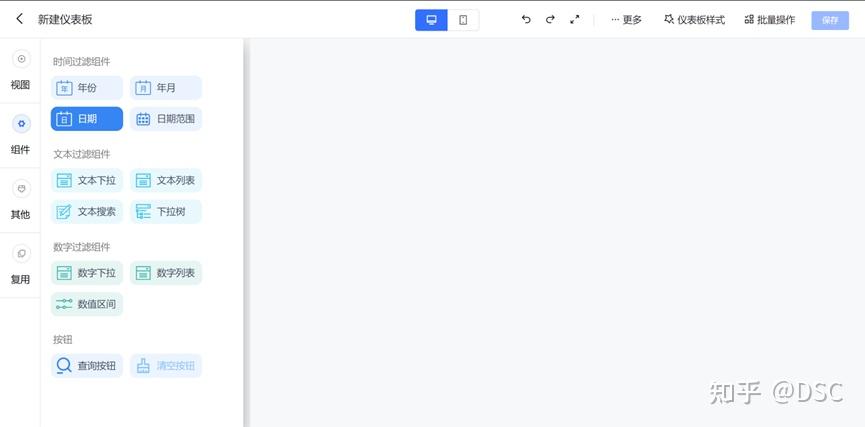 新建仪表板
更多 仪表板样式 批量操作 保存
视图
组件
其他
复用
时间过滤组件
年 年份 月 年月
日 日期 日期范围
文本过滤组件
文本下拉 文本列表
文本搜索 下拉树
数字过滤组件
数字下拉 数字列表
数值区间
按钮
查询按钮 清空按钮
知乎 @DSC